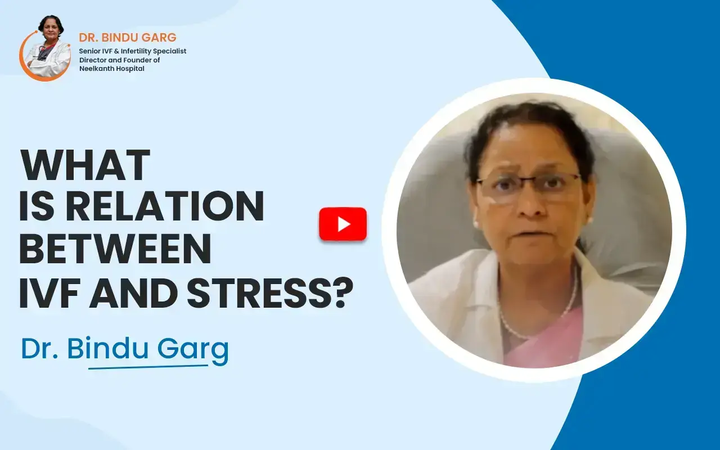 DR. BINDU GARG
Senior IVF & Infertility Specialist
Director and Founder of
Neelkanth Hospital
WHAT
IS RELATION
BETWEEN
IVF AND STRESS?
Dr. Bindu Garg